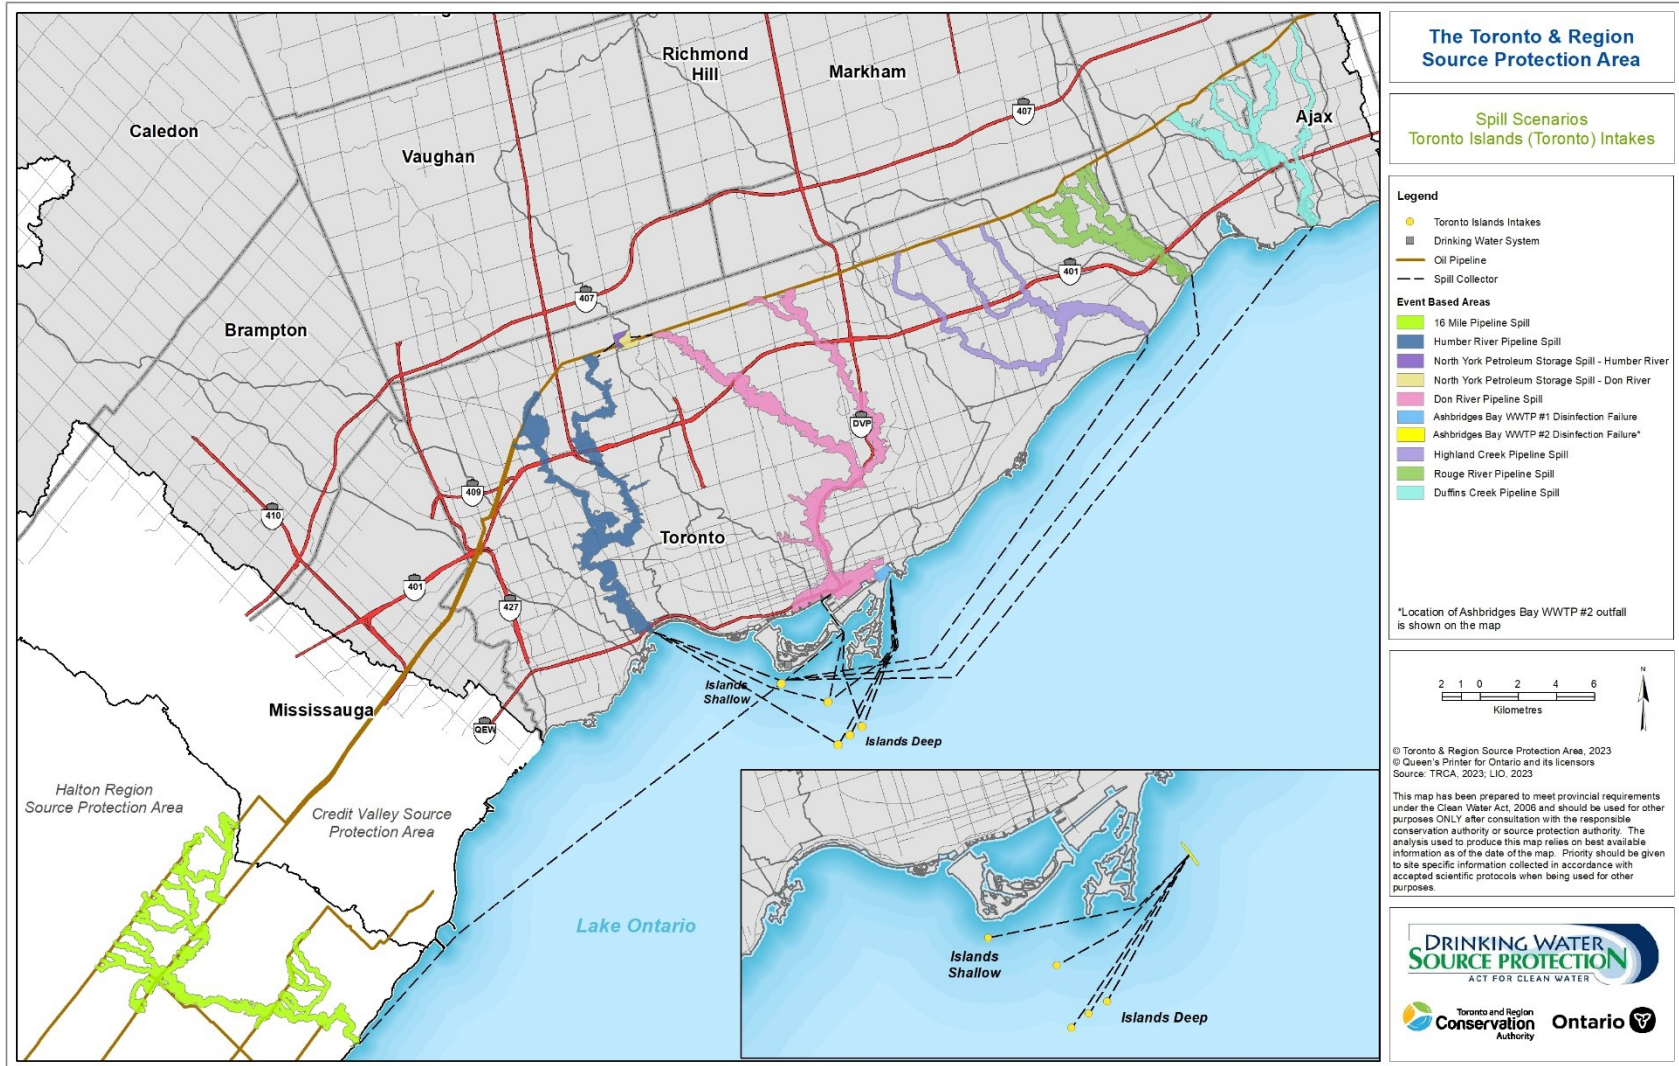 Caledon
Vaughan
Richmond
Hill
Markham
407
Ajax
407
401
Brampton
DVP
409
410
Toronto
401
427
Islands
Shallow
Mississauga
QEW
Islands Deep
Halton Region
Source Protection Area
Credit Valley Source
Protection Area
Lake Ontario
Islands
Shallow
Islands Deep
The Toronto & Region
Source Protection Area
Spill Scenarios
Toronto Islands (Toronto) Intakes
Legend
Toronto Islands Intakes
Drinking Water System
Oil Pipeline
Spill Collector
Event Based Areas
16 Mile Pipeline Spill
Humber River Pipeline Spill
North York Petroleum Storage Spill - Humber River
North York Petroleum Storage Spill - Don River
Don River Pipeline Spill
Ashbridges Bay WWTP #1 Disinfection Failure
Ashbridges Bay WWTP #2 Disinfection Failure*
Highland Creek Pipeline Spill
Rouge River Pipeline Spill
Duffins Creek Pipeline Spill
*Location of Ashbridges Bay WWTP #2 outfall
is shown on the map
2 1 0 2 4 6
Kilometres
N
© Toronto & Region Source Protection Area, 2023
© Queen's Printer for Ontario and its licensors
Source: TRCA, 2023; LIO, 2023
This map has been prepared to meet provincial requirements
under the Clean Water Act, 2006 and should be used for other
purposes ONLY after consultation with the responsible
conservation authority or source protection authority. The
analysis used to produce this map relies on best available
information as of the date of the map. Priority should be given
to site specific information collected in accordance with
accepted scientific protocols when being used for other
purposes.
DRINKING WATER
SOURCE PROTECTION
ACT FOR CLEAN WATER
Toronto and Region
Conservation
Authority
Ontario